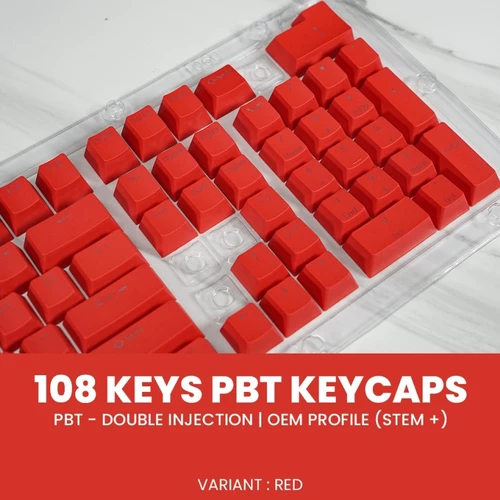 108 KEYS PBT KEYCAPS
PBT - DOUBLE INJECTION | OEM PROFILE (STEM +)
VARIANT : RED